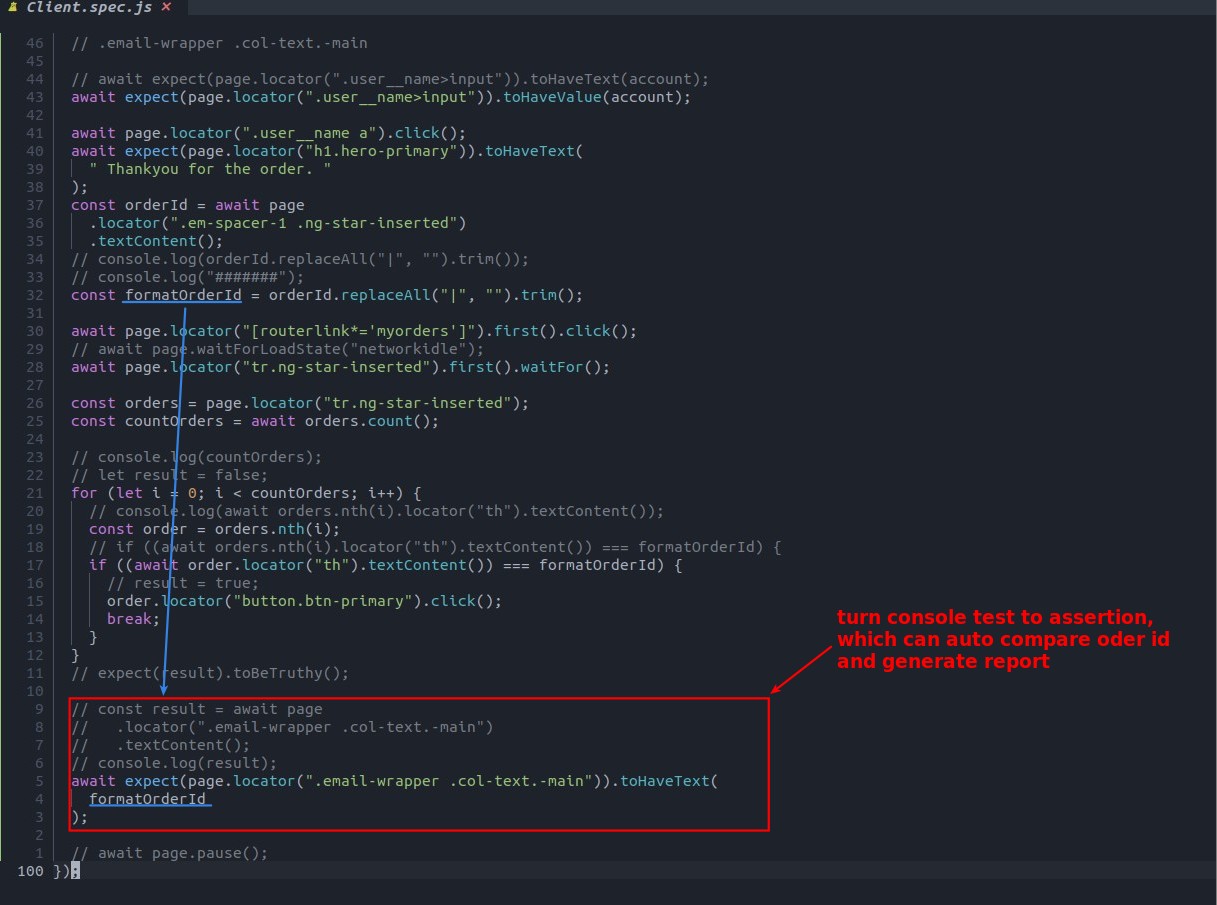 Client.spec.js ✕
46 // .email-wrapper .col-text.-main
45
44 // await expect(page.locator(".user__name>input")).toHaveText(account);
43 await expect(page.locator(".user__name>input")).toHaveValue(account);
42
41 await page.locator(".user__name a").click();
40 await expect(page.locator("h1.hero-primary")).toHaveText(
39 " Thankyou for the order. "
38 );
37 const orderId = await page
36 .locator(".em-spacer-1 .ng-star-inserted")
35 .textContent();
34 // console.log(orderId.replaceAll("|", "").trim());
33 // console.log("#######");
32 const formatOrderId = orderId.replaceAll("|", "").trim();
31
30 await page.locator("[routerlink*='myorders']").first().click();
29 // await page.waitForLoadState("networkidle");
28 await page.locator("tr.ng-star-inserted").first().waitFor();
27
26 const orders = page.locator("tr.ng-star-inserted");
25 const countOrders = await orders.count();
24
23 // console.log(countOrders);
22 // let result = false;
21 for (let i = 0; i < countOrders; i++) {
20 // console.log(await orders.nth(i).locator("th").textContent());
19 const order = orders.nth(i);
18 // if ((await orders.nth(i).locator("th").textContent()) === formatOrderId) {
17 if ((await order.locator("th").textContent()) === formatOrderId) {
16 // result = true;
15 order.locator("button.btn-primary").click();
14 break;
13 }
12 }
11 // expect(result).toBeTruthy();
10
9 // const result = await page
8 //   .locator(".email-wrapper .col-text.-main")
7 //   .textContent();
6 // console.log(result);
5 await expect(page.locator(".email-wrapper .col-text.-main")).toHaveText(
4 formatOrderId
3 );
2
1 // await page.pause();
100 });
turn console test to assertion,
which can auto compare oder id
and generate report